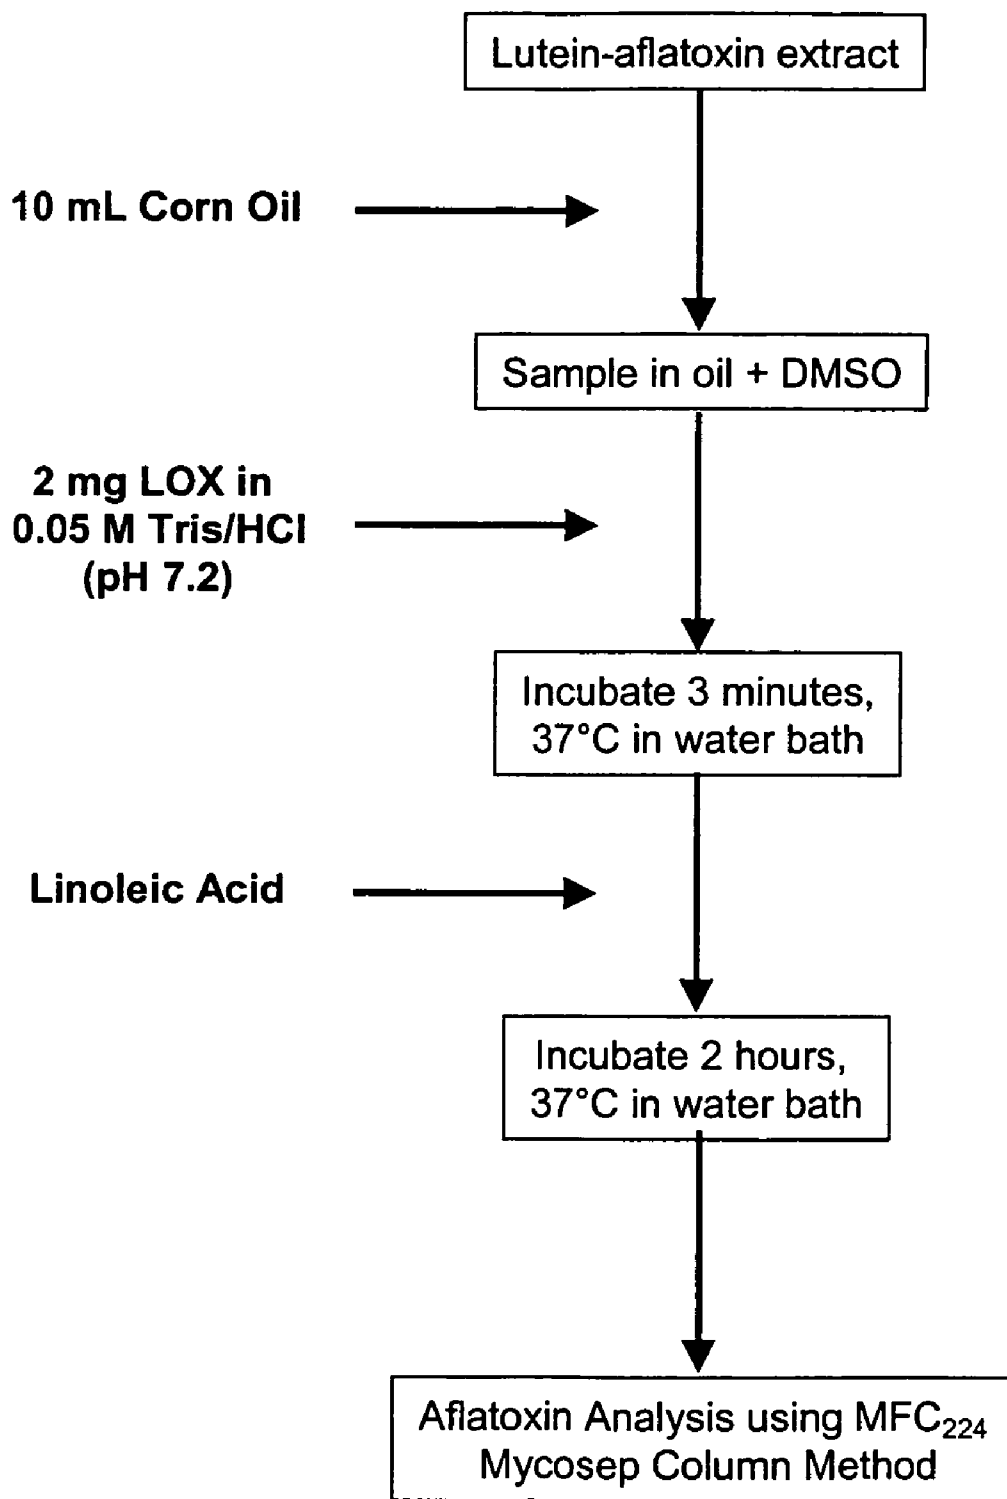 Lutein-aflatoxin extract
10 mL Corn Oil
Sample in oil + DMSO
2 mg LOX in
0.05 M Tris/HCl
(pH 7.2)
Incubate 3 minutes,
37°C in water bath
Linoleic Acid
Incubate 2 hours,
37°C in water bath
Aflatoxin Analysis using MFC₂₂₄
Mycosep Column Method